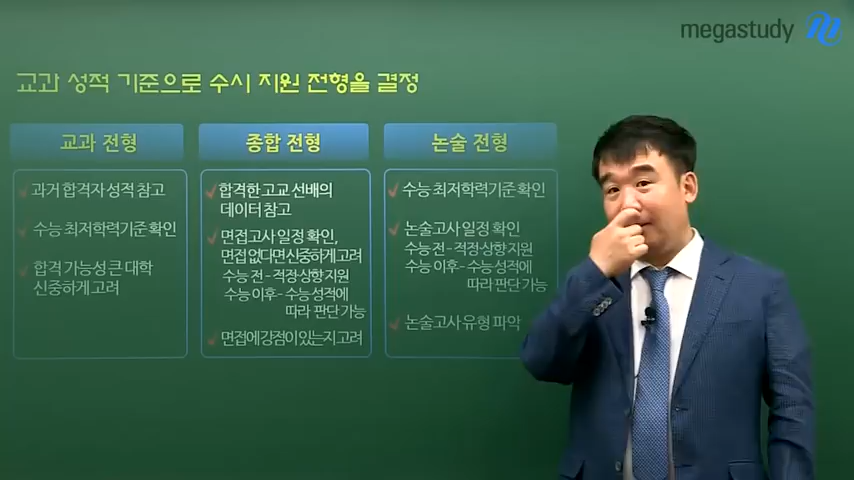 megastudy
교과 성적 기준으로 수시 지원 전형을 결정
교과 전형
과거 합격자 성적 참고
수능 최저학력기준 확인
합격 가능성 큰 대학
신중하게 고려
종합 전형
합격한 고교 선배의
데이터 참고
면접고사 일정 확인,
면접 없다면 신중하게 고려
수능 전 - 적정·상향 지원
수능 이후 - 수능 성적에
따라 판단 가능
면접에 강점이 있는지 고려
논술 전형
수능 최저학력기준 확인
논술고사 일정 확인
수능 전 - 적정·상향 지원
수능 이후 - 수능 성적에
따라 판단 가능
논술고사 유형 파악